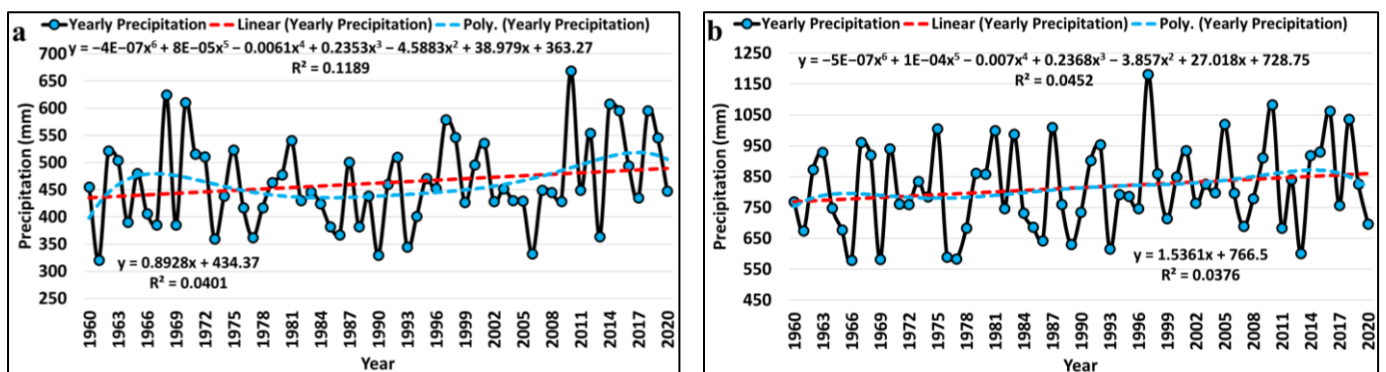 a
Yearly Precipitation Linear (Yearly Precipitation) Poly. (Yearly Precipitation)
y = −4E−07x⁶ + 8E−05x⁵ − 0.0061x⁴ + 0.2353x³ − 4.5883x² + 38.979x + 363.27
R² = 0.1189
Precipitation (mm)
700
650
600
550
500
450
400
350
300
250
y = 0.8928x + 434.37
R² = 0.0401
1960 1963 1966 1969 1972 1975 1978 1981 1984 1987 1990 1993 1996 1999 2002 2005 2008 2011 2014 2017 2020
Year
b
Yearly Precipitation Linear (Yearly Precipitation) Poly. (Yearly Precipitation)
y = −5E−07x⁶ + 1E−04x⁵ − 0.007x⁴ + 0.2368x³ − 3.857x² + 27.018x + 728.75
R² = 0.0452
Precipitation (mm)
1250
1150
1050
950
850
750
650
550
450
y = 1.5361x + 766.5
R² = 0.0376
1960 1963 1966 1969 1972 1975 1978 1981 1984 1987 1990 1993 1996 1999 2002 2005 2008 2011 2014 2017 2020
Year